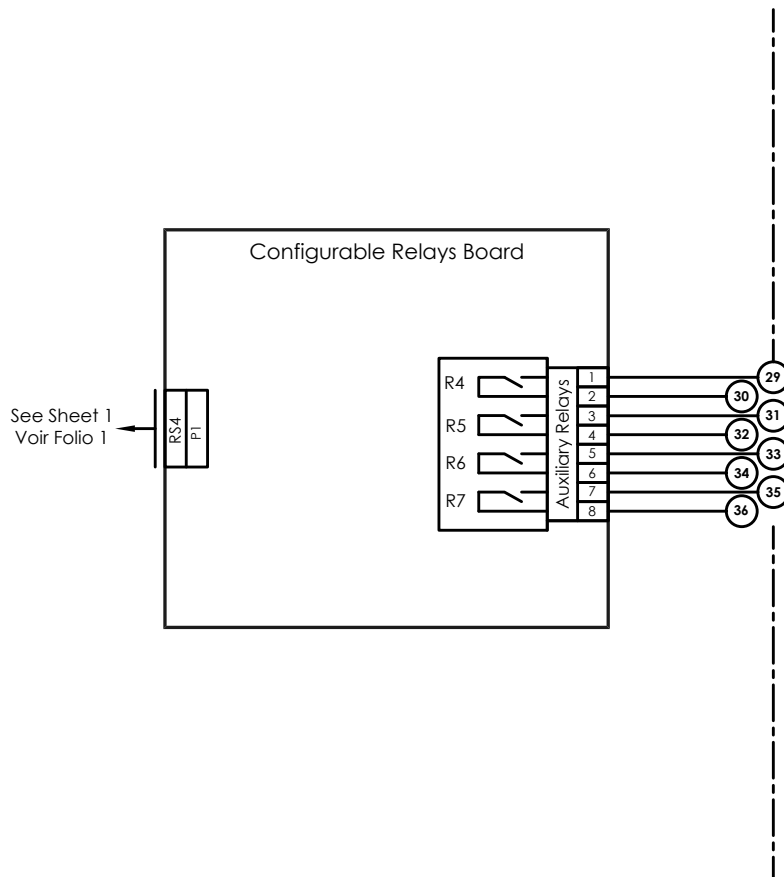 Configurable Relays Board
See Sheet 1
Voir Folio 1
RS4
P1
R4
R5
R6
R7
Auxiliary Relays
1
2
3
4
5
6
7
8
29
30
31
32
33
34
35
36